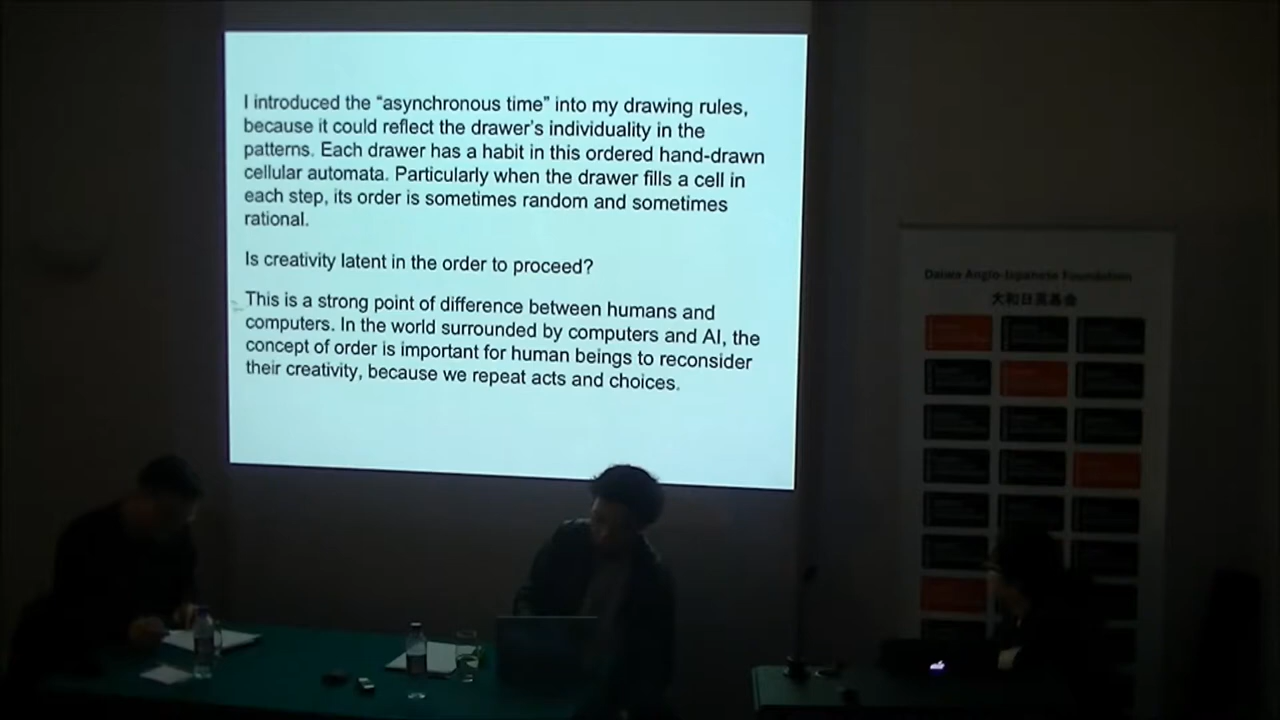 I introduced the “asynchronous time” into my drawing rules,
because it could reflect the drawer’s individuality in the
patterns. Each drawer has a habit in this ordered hand-drawn
cellular automata. Particularly when the drawer fills a cell in
each step, its order is sometimes random and sometimes
rational.
Is creativity latent in the order to proceed?
This is a strong point of difference between humans and
computers. In the world surrounded by computers and AI, the
concept of order is important for human beings to reconsider
their creativity, because we repeat acts and choices.
Daiwa Anglo-Japanese Foundation
大和日英基金